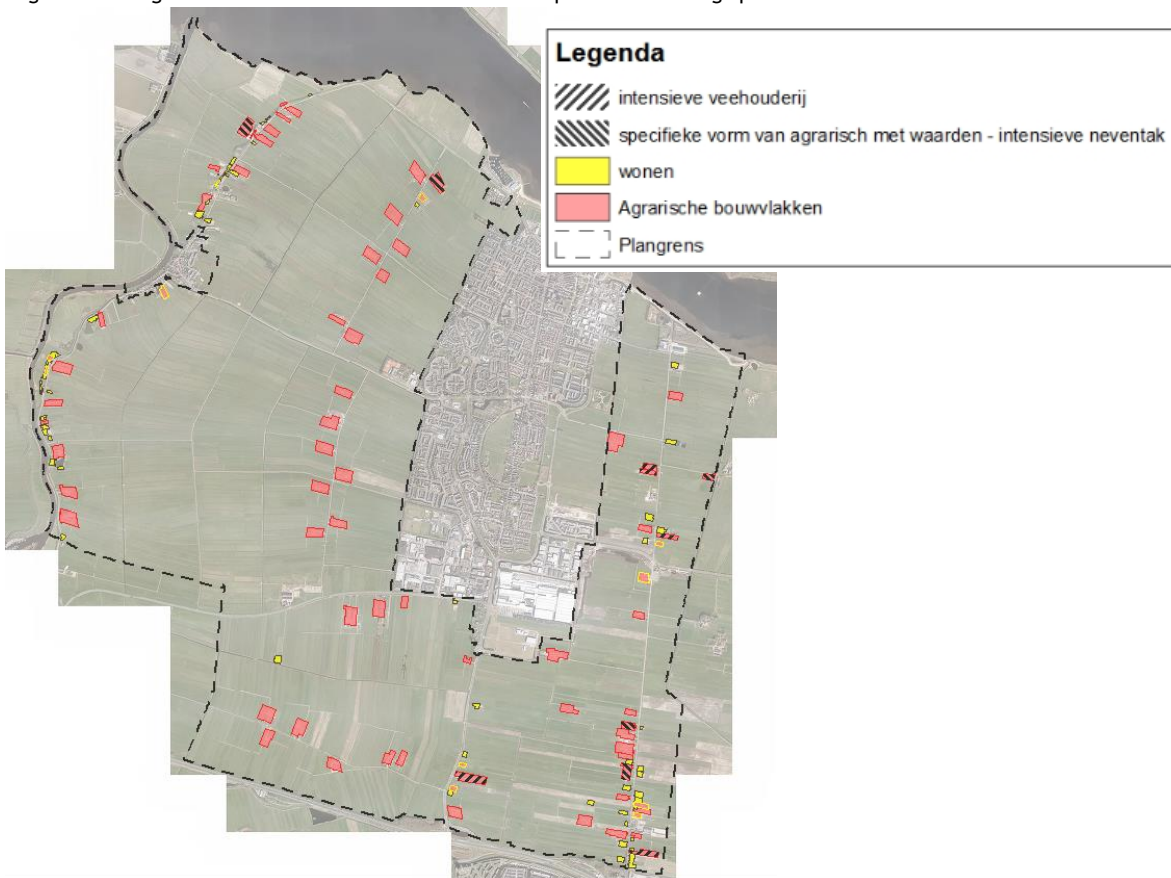 Legenda
intensieve veehouderij
specifieke vorm van agrarisch met waarden - intensieve neventak
wonen
Agrarische bouwvlakken
Plangrens